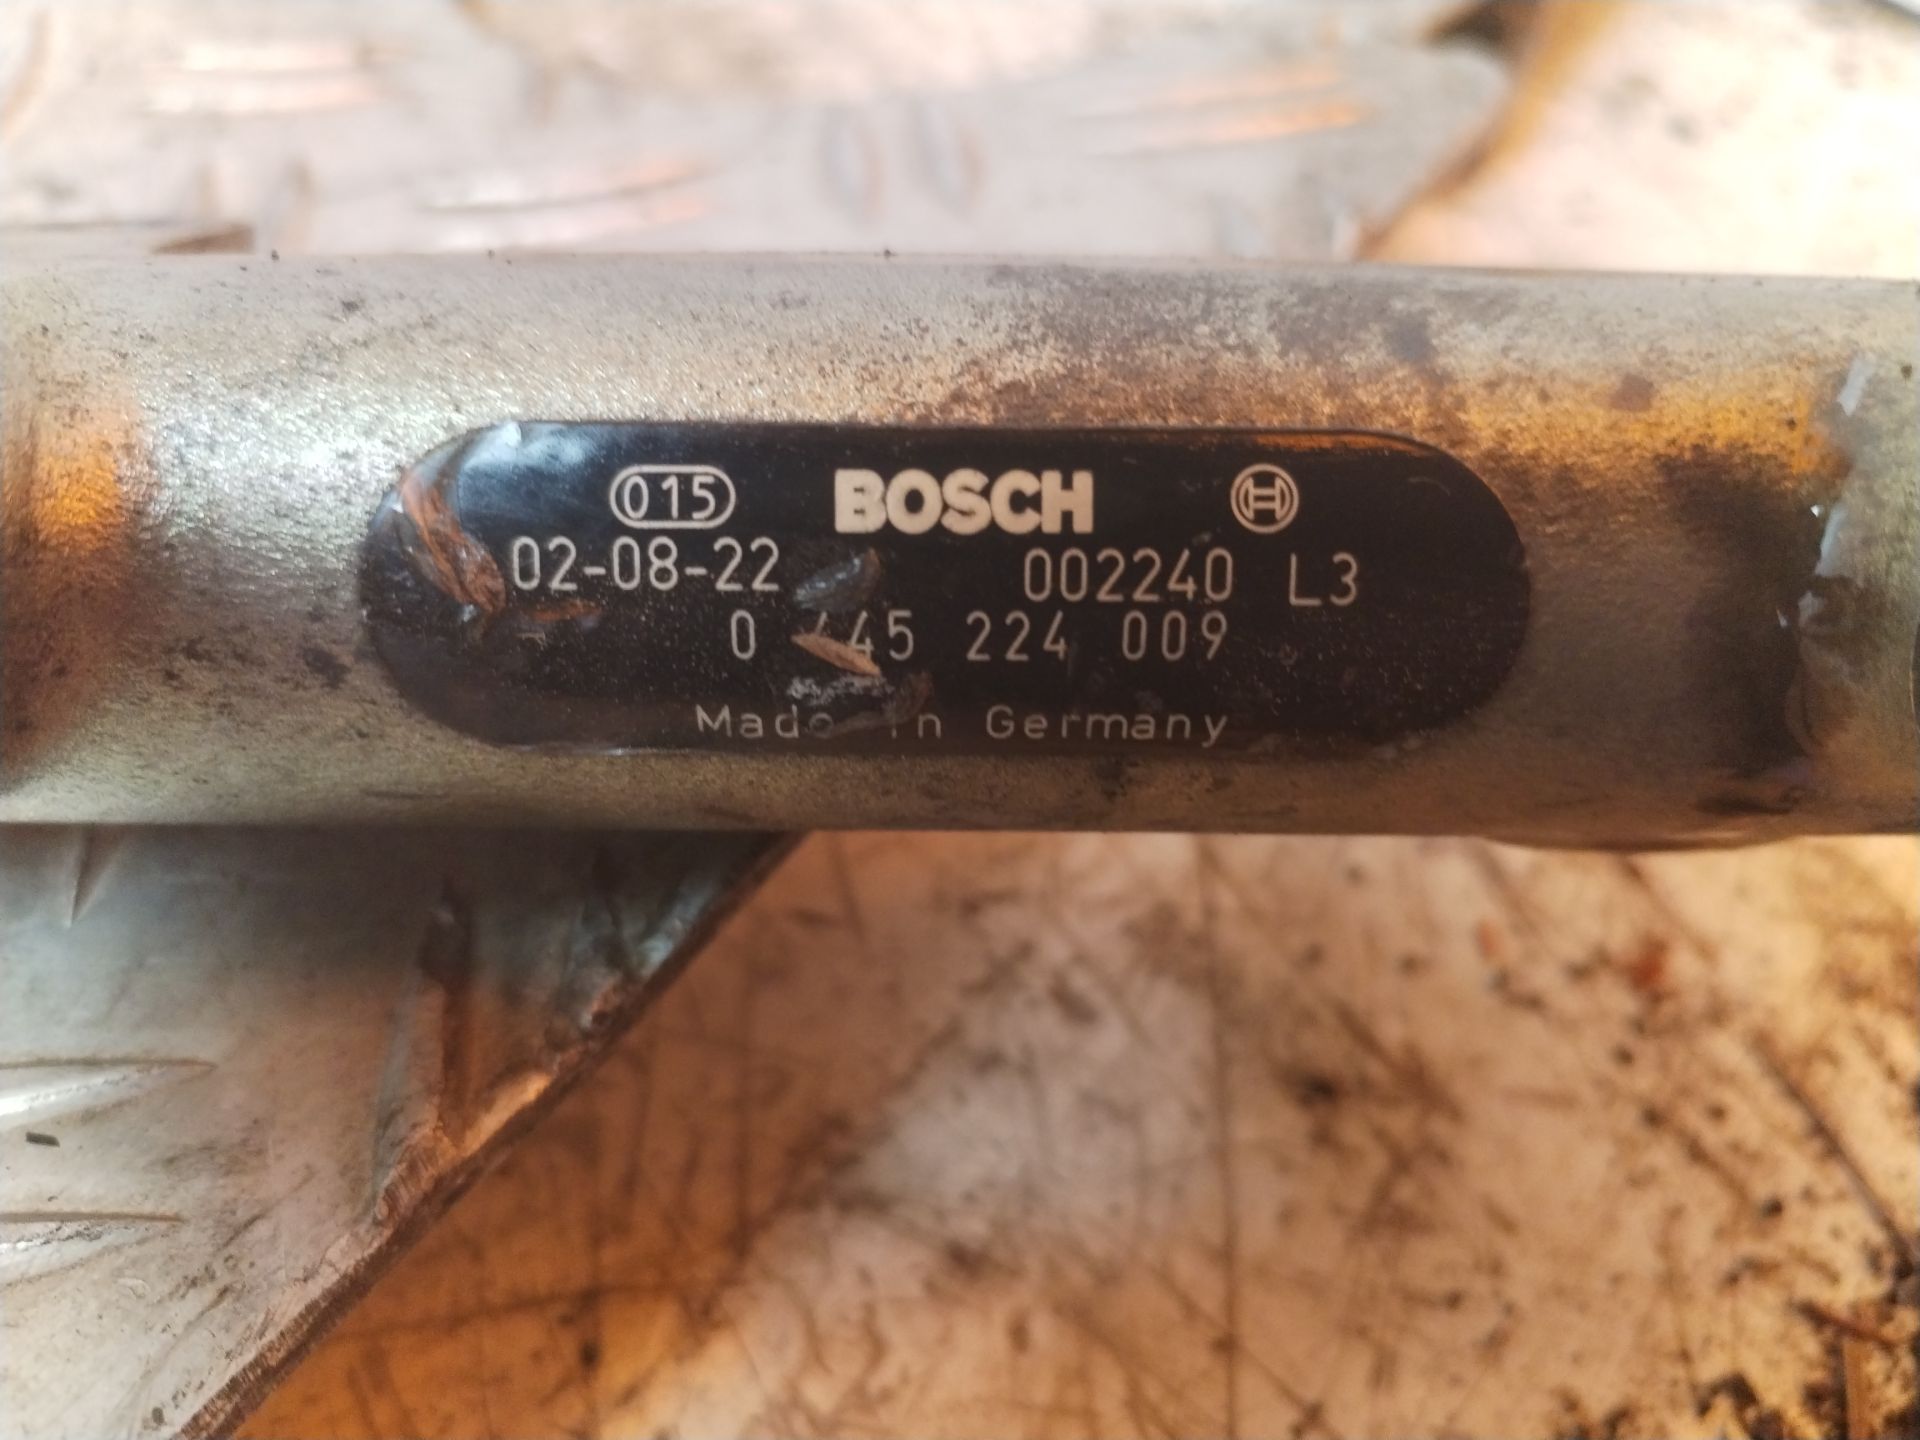 015 BOSCH
02-08-22 002240 L3
0 445 224 009
Made in Germany